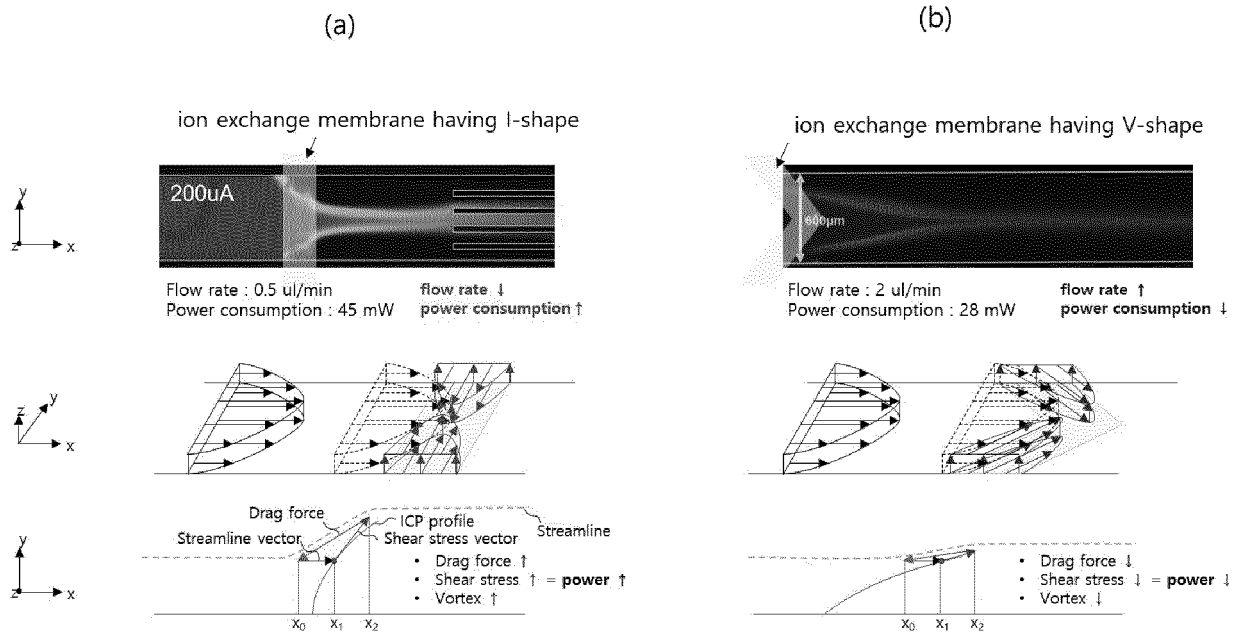 (a)
ion exchange membrane having I-shape
200uA
y
z
x
Flow rate : 0.5 ul/min
Power consumption : 45 mW
flow rate ↓
power consumption ↑
z
y
x
Drag force
Streamline vector
ICP profile
Shear stress vector
Streamline
• Drag force ↑
• Shear stress ↑ = power ↑
• Vortex ↑
y
z
x
x0 x1 x2
(b)
ion exchange membrane having V-shape
600µm
y
z
x
Flow rate : 2 ul/min
Power consumption : 28 mW
flow rate ↑
power consumption ↓
z
y
x
• Drag force ↓
• Shear stress ↓ = power ↓
• Vortex ↓
y
z
x
x0 x1 x2